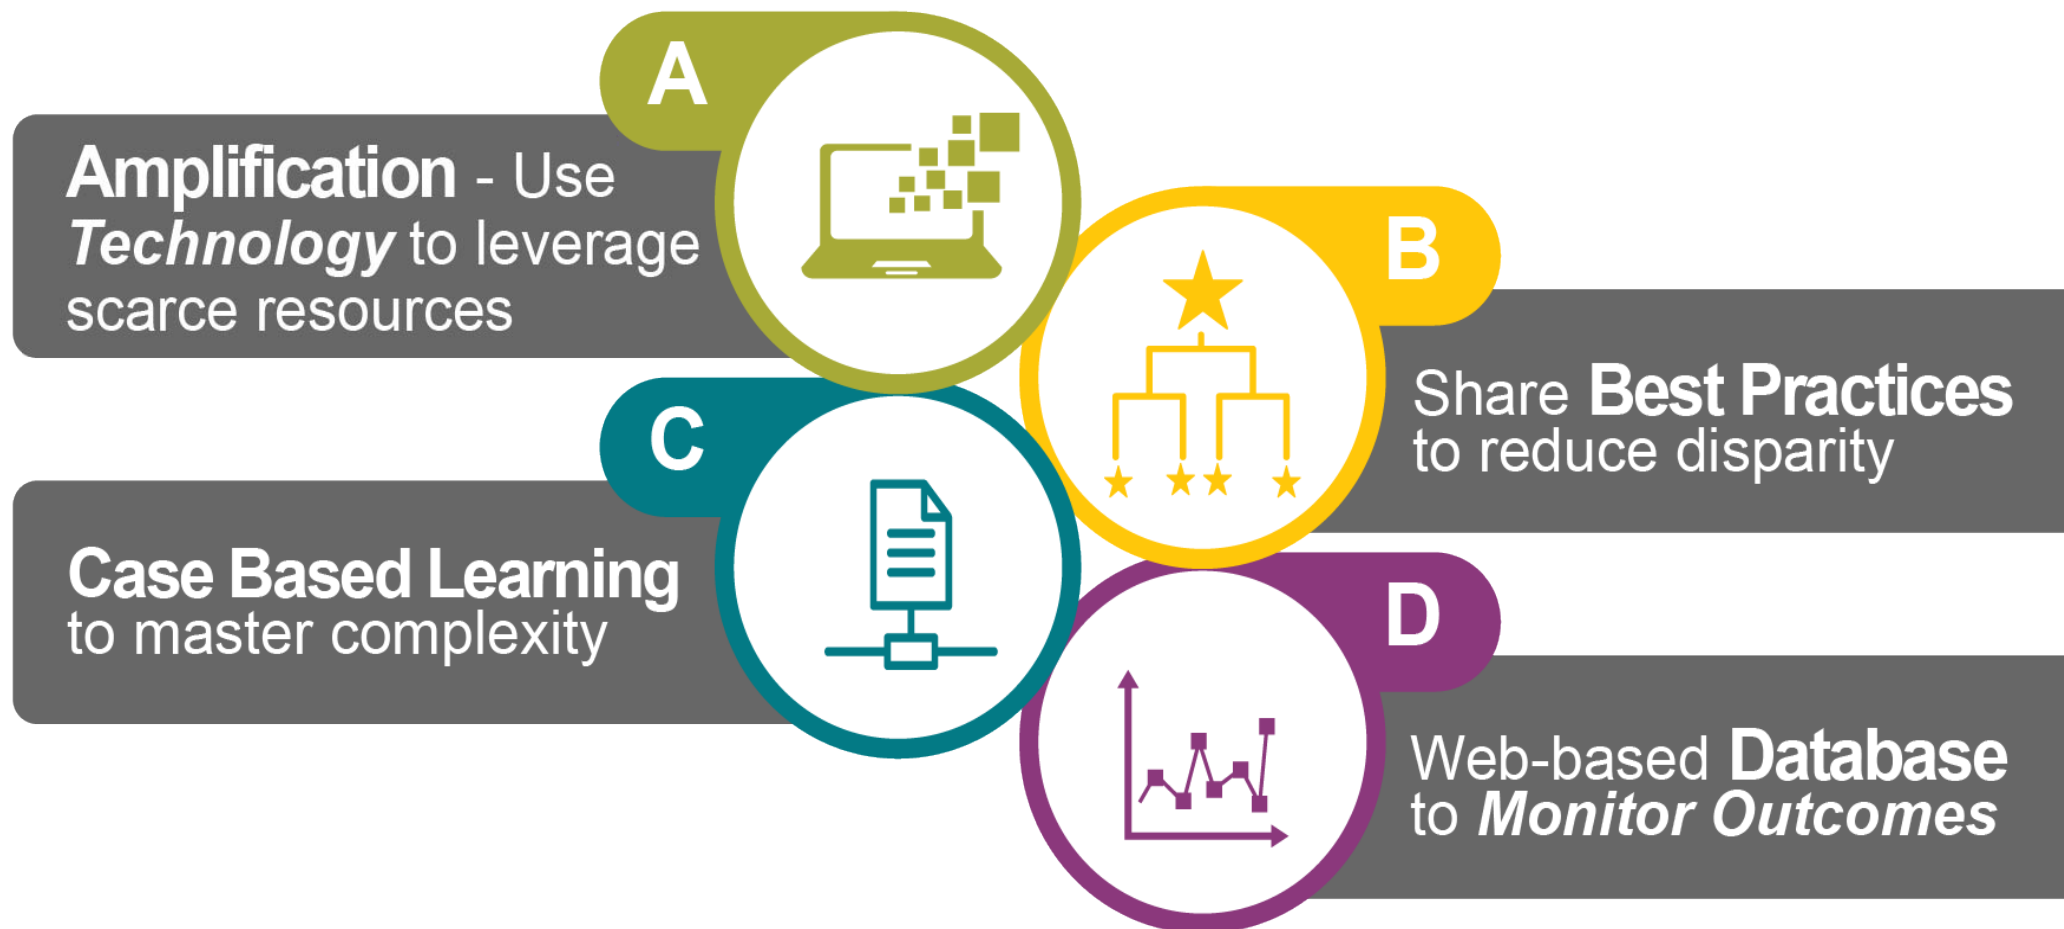 A
Amplification - Use
Technology to leverage
scarce resources
B
Share Best Practices
to reduce disparity
C
Case Based Learning
to master complexity
D
Web-based Database
to Monitor Outcomes